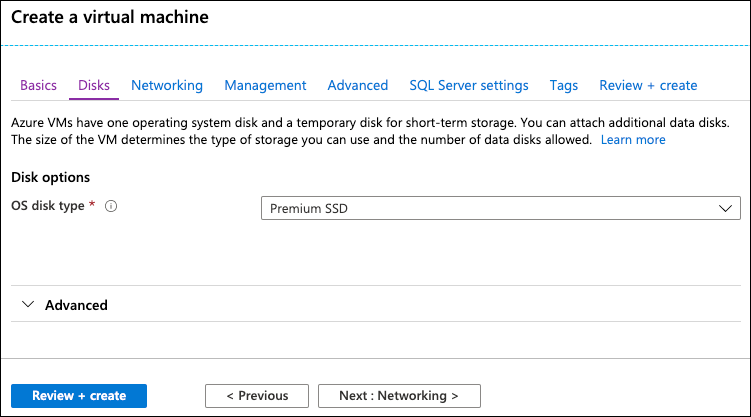 Create a virtual machine
Basics Disks Networking Management Advanced SQL Server settings Tags Review + create
Azure VMs have one operating system disk and a temporary disk for short-term storage. You can attach additional data disks.
The size of the VM determines the type of storage you can use and the number of data disks allowed. Learn more
Disk options
OS disk type * Premium SSD
Advanced
Review + create < Previous Next : Networking >